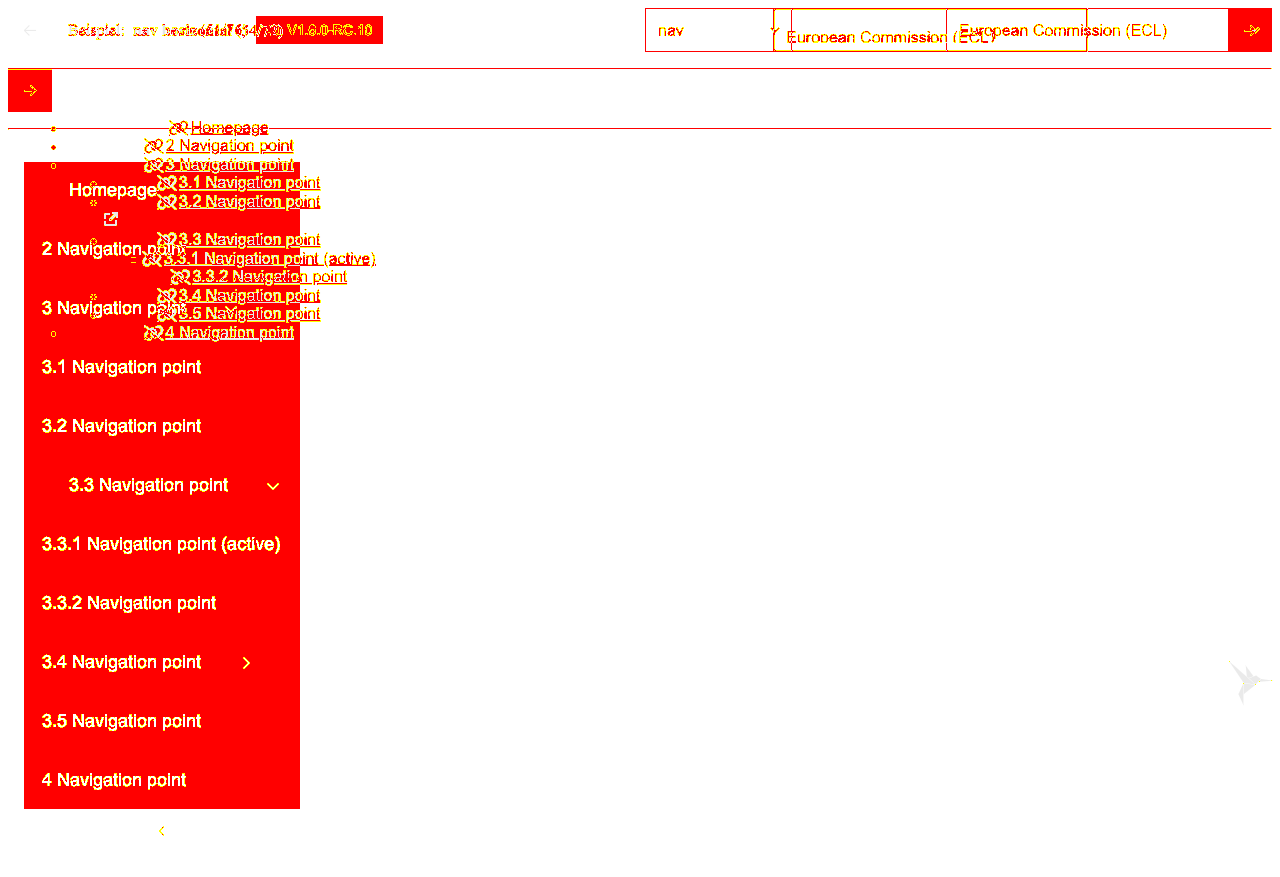 V1.6.0-RC.10
nav
European Commission (ECL)
European Commission (ECL)
Homepage
2 Navigation point
3 Navigation point
3.1 Navigation point
3.2 Navigation point
3.3 Navigation point
3.3.1 Navigation point (active)
3.3.2 Navigation point
3.4 Navigation point
3.5 Navigation point
4 Navigation point
Homepage
2 Navigation point
3 Navigation point
3.1 Navigation point
3.2 Navigation point
3.3 Navigation point
3.3.1 Navigation point (active)
3.3.2 Navigation point
3.4 Navigation point
3.5 Navigation point
4 Navigation point